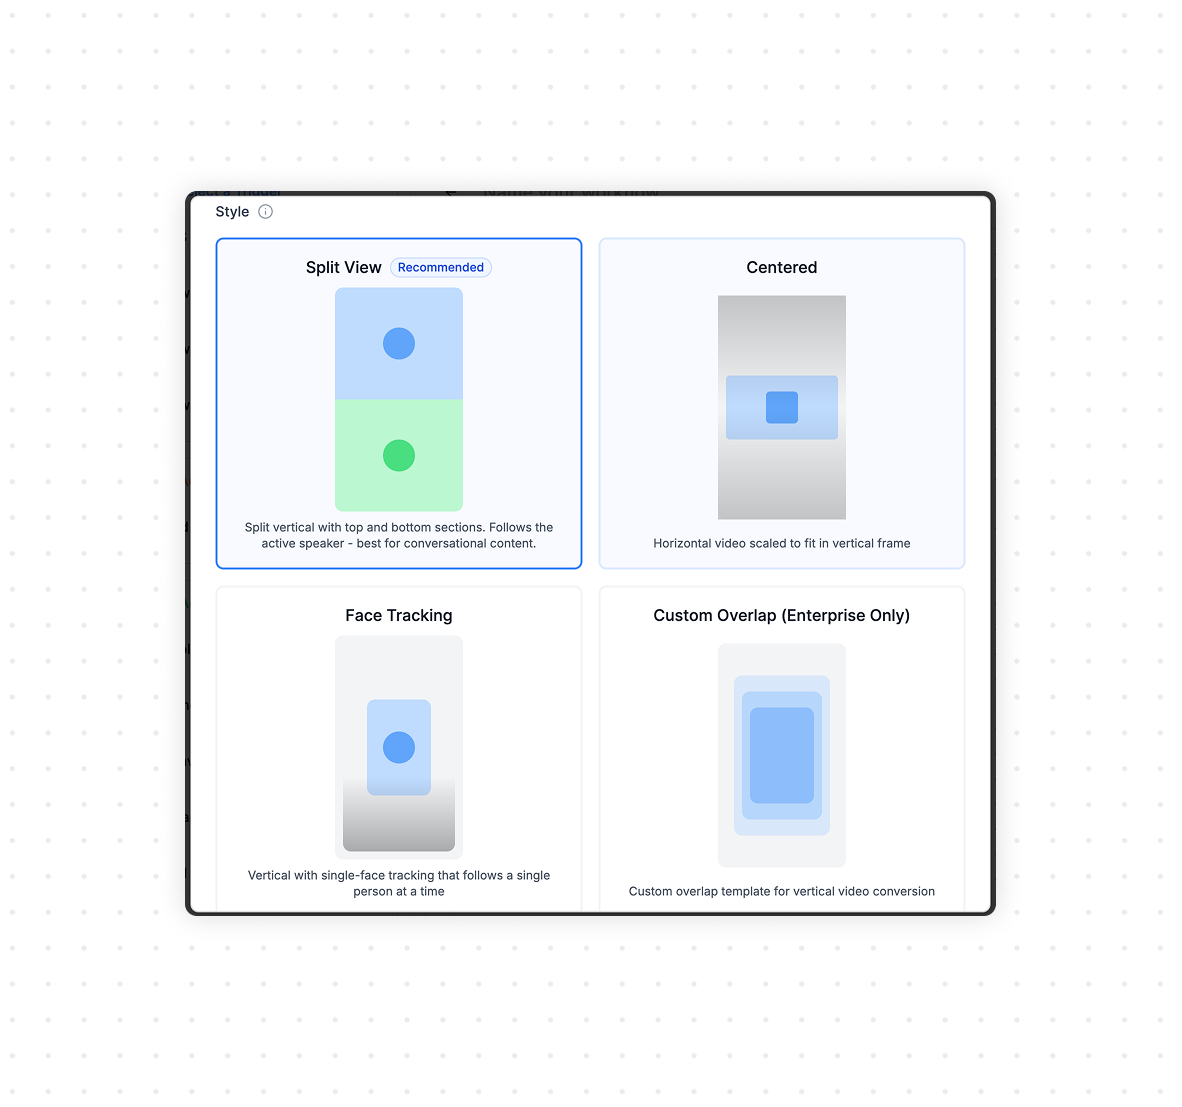 Style
Split View Recommended
Split vertical with top and bottom sections. Follows the
active speaker - best for conversational content.
Centered
Horizontal video scaled to fit in vertical frame
Face Tracking
Vertical with single-face tracking that follows a single
person at a time
Custom Overlap (Enterprise Only)
Custom overlap template for vertical video conversion